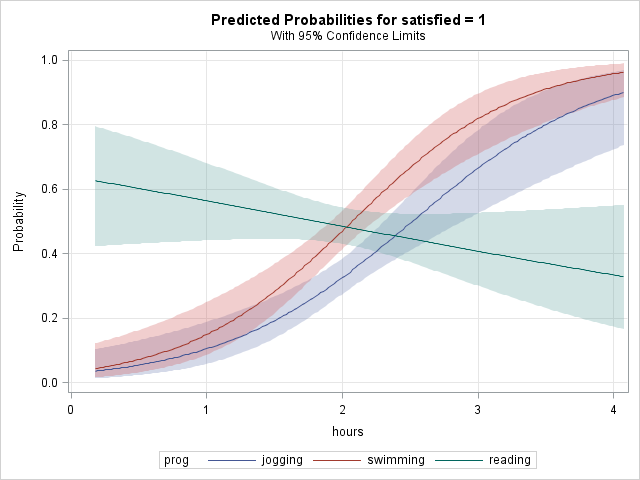 Predicted Probabilities for satisfied = 1
With 95% Confidence Limits
1.0
0.8
0.6
0.4
0.2
0.0
Probability
0 1 2 3 4
hours
prog jogging swimming reading